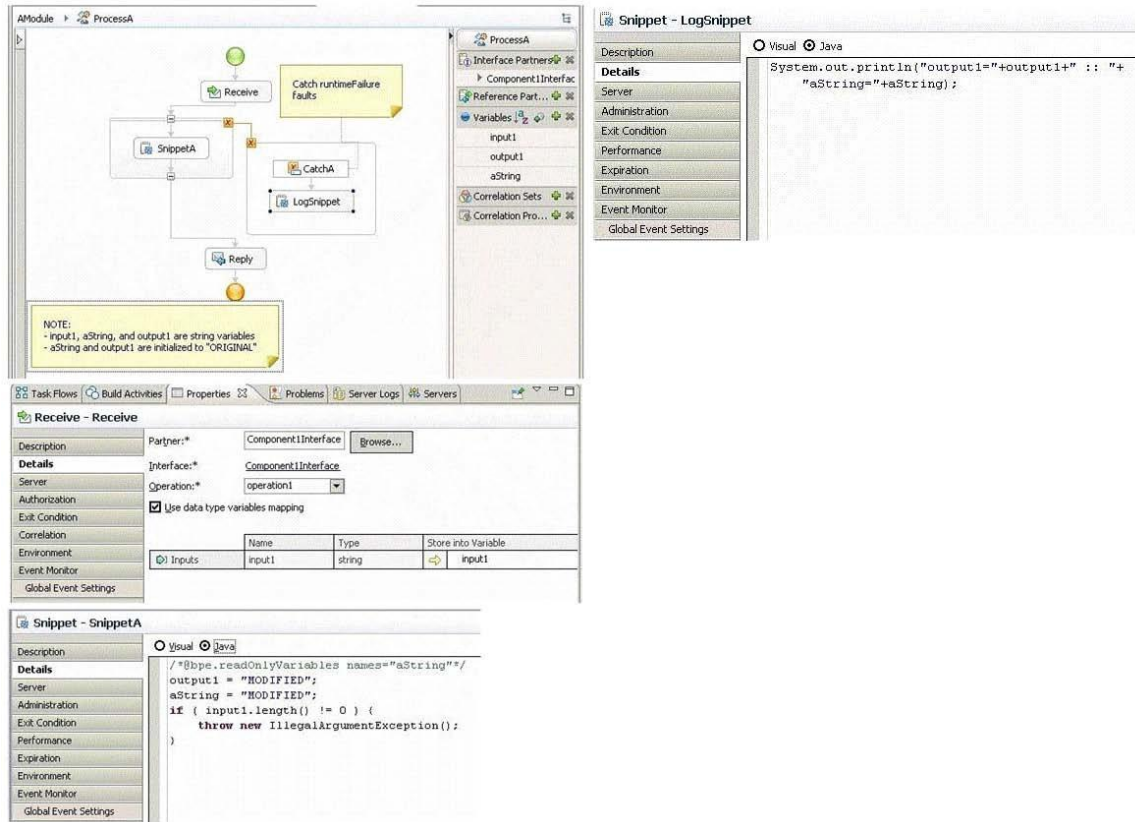 AModule ProcessA
Receive
Catch runtimeFailure
faults
SnippetA
CatchA
LogSnippet
Reply
NOTE:
- input1, aString, and output1 are string variables
- aString and output1 are initialized to "ORIGINAL"
ProcessA
Interface Partners
Component1Interfac
Reference Part...
Variables
input1
output1
aString
Correlation Sets
Correlation Pro...
Snippet - LogSnippet
Description
Details
Server
Administration
Exit Condition
Performance
Expiration
Environment
Event Monitor
Global Event Settings
Visual Java
System.out.println("output1="+output1+" :: "+
"aString="+aString);
Task Flows Build Activities Properties Problems Server Logs Servers
Receive - Receive
Description
Details
Server
Authorization
Exit Condition
Correlation
Environment
Event Monitor
Global Event Settings
Partner:* Component1Interface Browse...
Interface:* Component1Interface
Operation:* operation1
Use data type variables mapping
Name Type Store into Variable
Inputs input1 string input1
Snippet - SnippetA
Description
Details
Server
Administration
Exit Condition
Performance
Expiration
Environment
Event Monitor
Global Event Settings
Visual Java
/*@bpe.readOnlyVariables names="aString"*/
output1 = "MODIFIED";
aString = "MODIFIED";
if ( input1.length() != 0 ) {
throw new IllegalArgumentException();
}